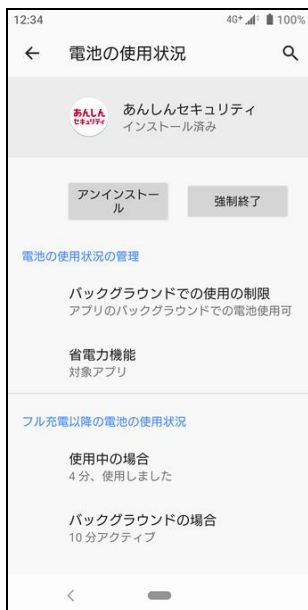 12:34
4G+ 100%
電池の使用状況
あんしん
セキュリティ
あんしんセキュリティ
インストール済み
アンインストー
ル
強制終了
電池の使用状況の管理
バックグラウンドでの使用の制限
アプリのバックグラウンドでの電池使用可
省電力機能
対象アプリ
フル充電以降の電池の使用状況
使用中の場合
4 分、使用しました
バックグラウンドの場合
10 分アクティブ